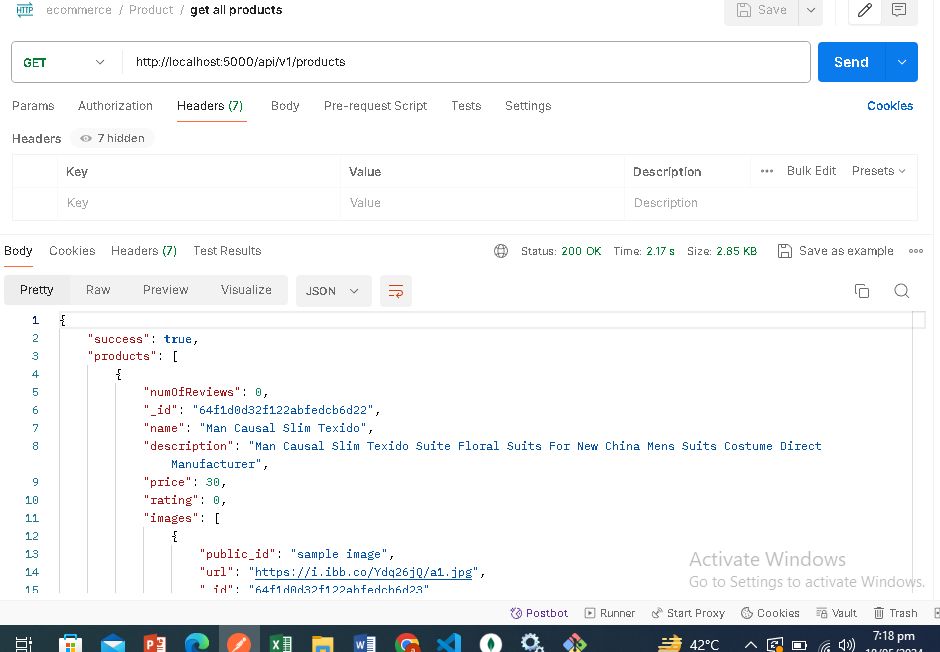 HTTP ecommerce / Product / get all products Save
GET http://localhost:5000/api/v1/products Send
Params Authorization Headers (7) Body Pre-request Script Tests Settings Cookies
Headers 7 hidden
Key Value Description ••• Bulk Edit Presets
Key Value Description
Body Cookies Headers (7) Test Results Status: 200 OK Time: 2.17 s Size: 2.85 KB Save as example •••
Pretty Raw Preview Visualize JSON
1 {
2 "success": true,
3 "products": [
4 {
5 "numOfReviews": 0,
6 "_id": "64f1d0d32f122abfedcb6d22",
7 "name": "Man Causal Slim Texido",
8 "description": "Man Causal Slim Texido Suite Floral Suits For New China Mens Suits Costume Direct
Manufacturer",
9 "price": 30,
10 "rating": 0,
11 "images": [
12 {
13 "public_id": "sample image",
14 "url": "https://i.ibb.co/Ydq26jQ/a1.jpg",
15 "_id": "64f1d0d32f122abfedcb6d23"
Activate Windows
Go to Settings to activate Windows.
Postbot Runner Start Proxy Cookies Vault Trash
42°C 7:18 pm